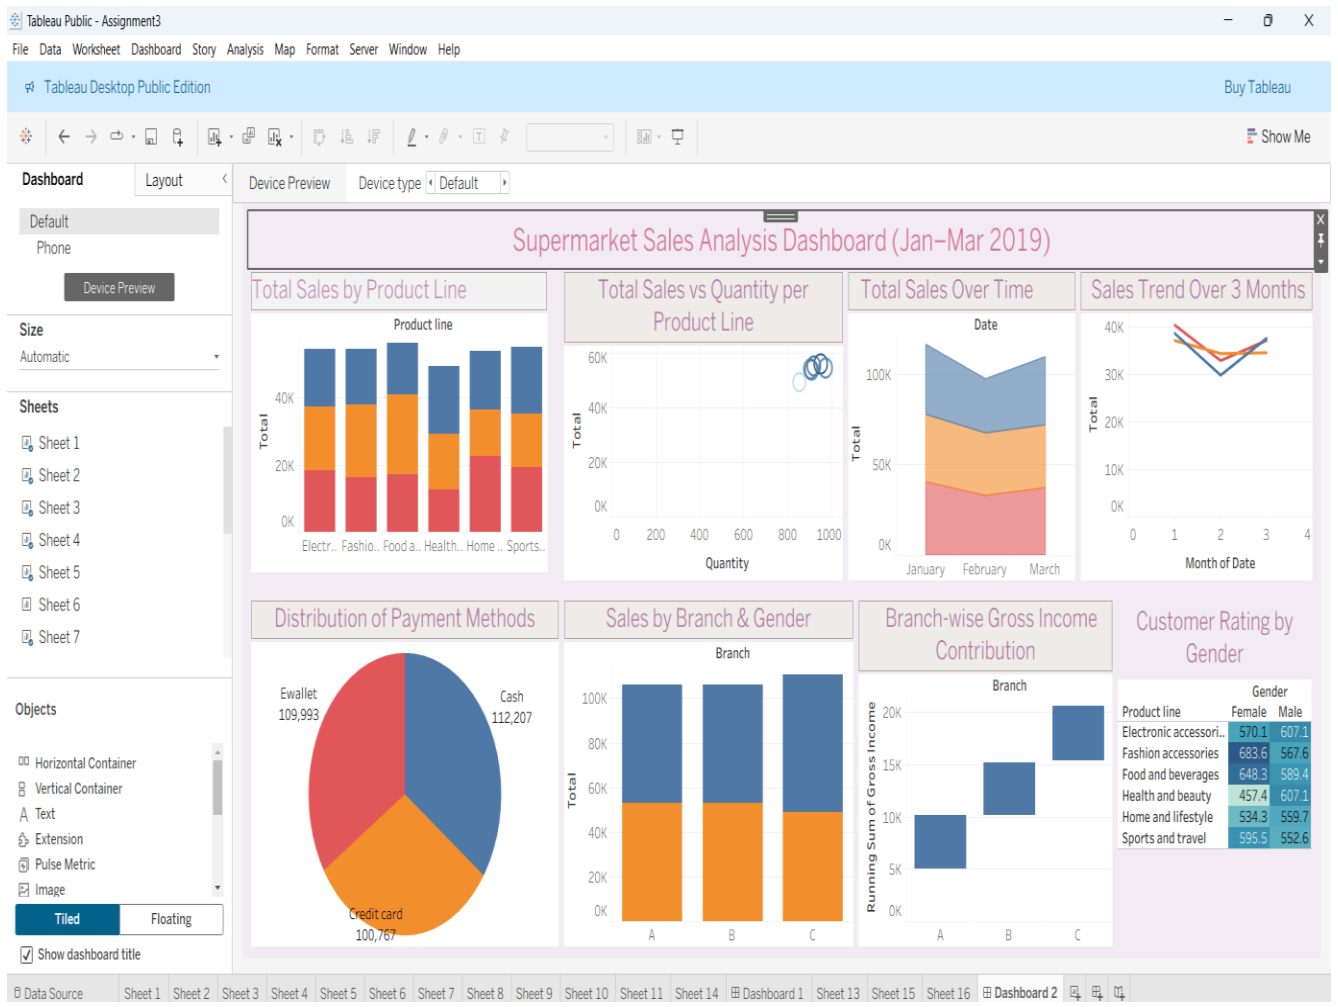 Tableau Public - Assignment3
File Data Worksheet Dashboard Story Analysis Map Format Server Window Help
Tableau Desktop Public Edition
Buy Tableau
Show Me
Dashboard
Layout
Device Preview
Device type
Default
Default
Phone
Device Preview
Size
Automatic
Sheets
Sheet 1
Sheet 2
Sheet 3
Sheet 4
Sheet 5
Sheet 6
Sheet 7
Objects
Horizontal Container
Vertical Container
Text
Extension
Pulse Metric
Image
Tiled
Floating
Show dashboard title
Supermarket Sales Analysis Dashboard (Jan–Mar 2019)
Total Sales by Product Line
Product line
Total
40K
20K
0K
Electr.. Fashio.. Food a.. Health.. Home .. Sports..
Total Sales vs Quantity per
Product Line
Total
60K
40K
20K
0K
0 200 400 600 800 1000
Quantity
Total Sales Over Time
Date
Total
100K
50K
0K
January February March
Sales Trend Over 3 Months
Total
40K
30K
20K
10K
0K
0 1 2 3 4
Month of Date
Distribution of Payment Methods
Ewallet
109,993
Cash
112,207
Credit card
100,767
Sales by Branch & Gender
Branch
Total
100K
80K
60K
40K
20K
0K
A B C
Branch-wise Gross Income
Contribution
Branch
Running Sum of Gross Income
20K
15K
10K
5K
0K
A B C
Customer Rating by
Gender
Gender
Product line Female Male
Electronic accessori.. 570.1 607.1
Fashion accessories 683.6 567.6
Food and beverages 648.3 589.4
Health and beauty 457.4 607.1
Home and lifestyle 534.3 559.7
Sports and travel 595.5 552.6
Data Source Sheet 1 Sheet 2 Sheet 3 Sheet 4 Sheet 5 Sheet 6 Sheet 7 Sheet 8 Sheet 9 Sheet 10 Sheet 11 Sheet 14 Dashboard 1 Sheet 13 Sheet 15 Sheet 16 Dashboard 2